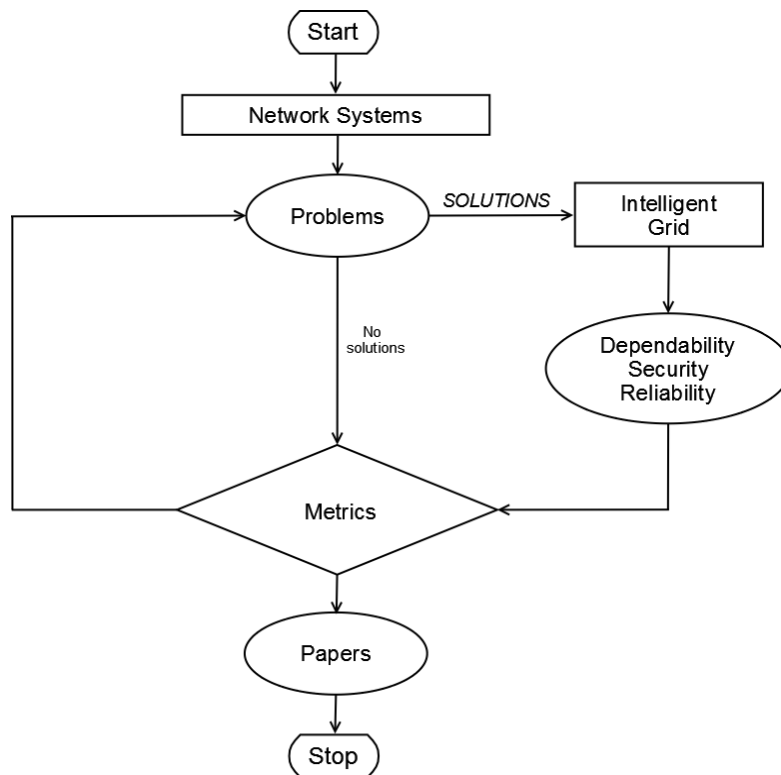 Start
Network Systems
Problems
SOLUTIONS
Intelligent
Grid
No
solutions
Dependability
Security
Reliability
Metrics
Papers
Stop